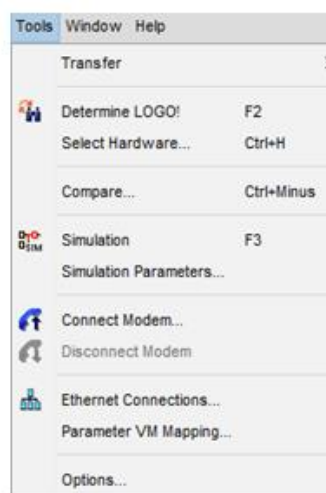 Tools Window Help
Transfer
Determine LOGO! F2
Select Hardware... Ctrl+H
Compare... Ctrl+Minus
Simulation F3
Simulation Parameters...
Connect Modem...
Disconnect Modem
Ethernet Connections...
Parameter VM Mapping...
Options...